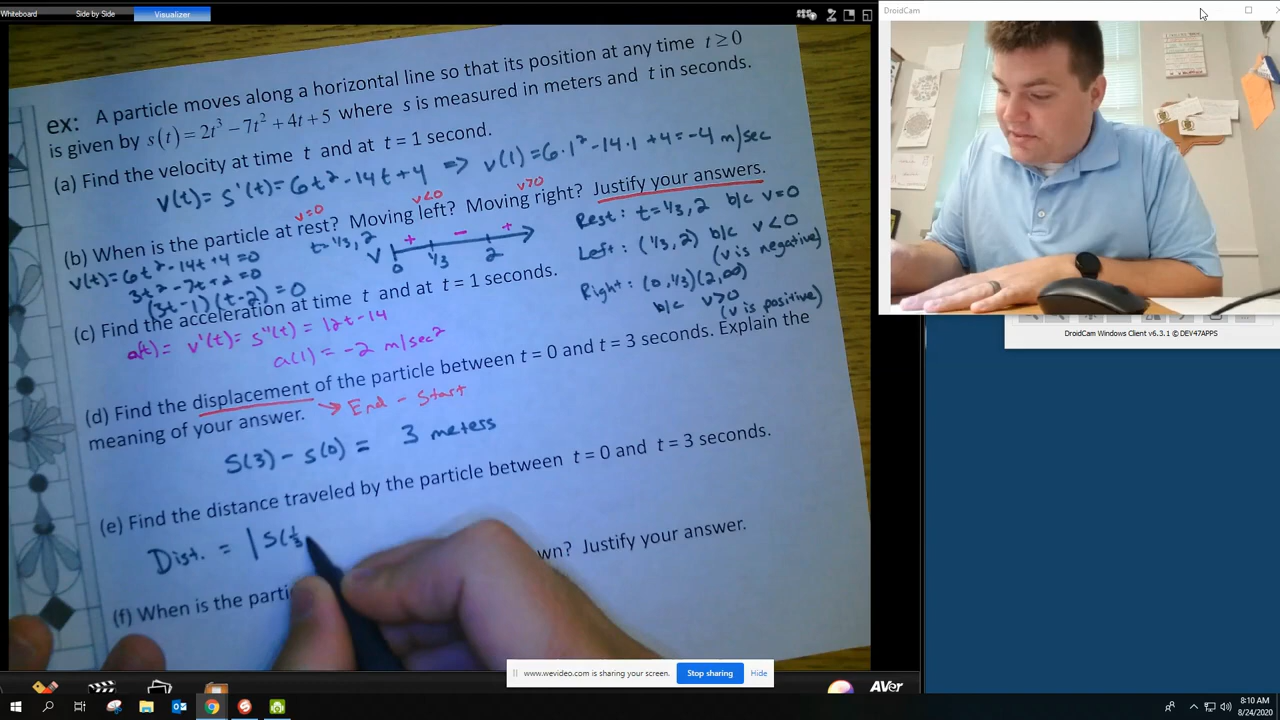 Whiteboard Side by Side Visualizer
DroidCam
ex: A particle moves along a horizontal line so that its position at any time t ≥ 0
is given by s(t) = 2t³ − 7t² + 4t + 5 where s is measured in meters and t in seconds.
(a) Find the velocity at time t and at t = 1 second.
v(t) = s'(t) = 6t² - 14t + 4 => v(1) = 6·1² - 14·1 + 4 = -4 m/sec
v=0 v<0 v>0
(b) When is the particle at rest? Moving left? Moving right? Justify your answers.
v(t) = 6t² - 14t + 4 = 0
3t - 7t - 2 = 0
(3t - 1)(t - 2) = 0
t = 1/3, 2
v + - +
0 1/3 2
Rest: t = 1/3, 2 b/c v = 0
Left: (1/3, 2) b/c v < 0
(v is negative)
Right: (0, 1/3)(2, ∞)
b/c v > 0
(v is positive)
(c) Find the acceleration at time t and at t = 1 seconds.
a(t) = v'(t) = s''(t) = 12t - 14
a(1) = -2
(d) Find the displacement of the particle between t = 0 and t = 3 seconds. Explain the
meaning of your answer. → End - Start
s(3) - s(0) = 3 meters
(e) Find the distance traveled by the particle between t = 0 and t = 3 seconds.
Dist. = |s(1/3
(f) When is the parti wn? Justify your answer.
DroidCam Windows Client v6.3.1 ® DEV47APPS
www.wevideo.com is sharing your screen. Stop sharing Hide
AVer
8:10 AM
8/24/2020